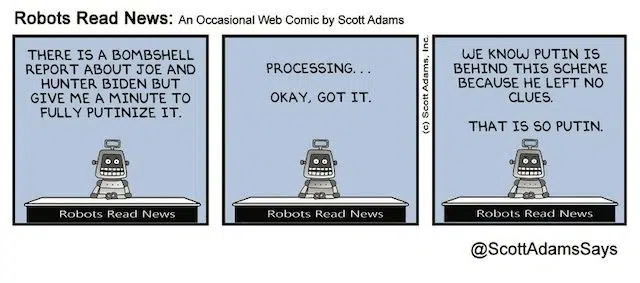 Robots Read News: An Occasional Web Comic by Scott Adams
THERE IS A BOMBSHELL
REPORT ABOUT JOE AND
HUNTER BIDEN BUT
GIVE ME A MINUTE TO
FULLY PUTINIZE IT.
Robots Read News
PROCESSING. . .
OKAY, GOT IT.
Robots Read News
(c) Scott Adams, Inc.
WE KNOW PUTIN IS
BEHIND THIS SCHEME
BECAUSE HE LEFT NO
CLUES.
THAT IS SO PUTIN.
Robots Read News
@ScottAdamsSays